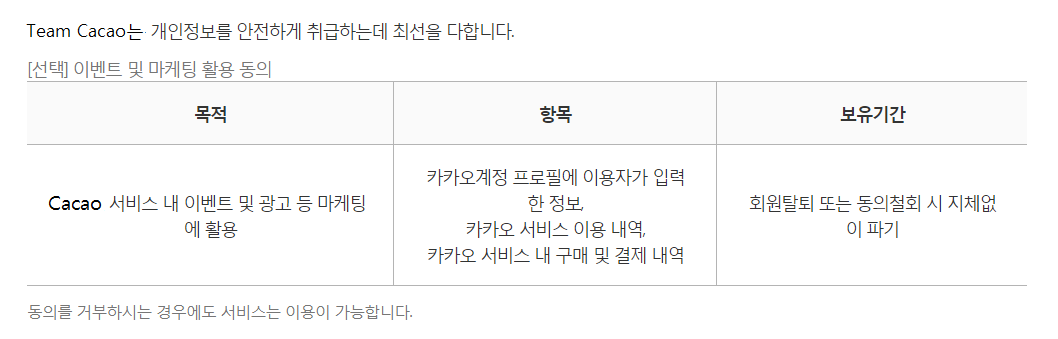 Team Cacao는 개인정보를 안전하게 취급하는데 최선을 다합니다.
[선택] 이벤트 및 마케팅 활용 동의
목적
항목
보유기간
Cacao 서비스 내 이벤트 및 광고 등 마케팅
에 활용
카카오계정 프로필에 이용자가 입력
한 정보,
카카오 서비스 이용 내역,
카카오 서비스 내 구매 및 결제 내역
회원탈퇴 또는 동의철회 시 지체없
이 파기
동의를 거부하시는 경우에도 서비스는 이용이 가능합니다.